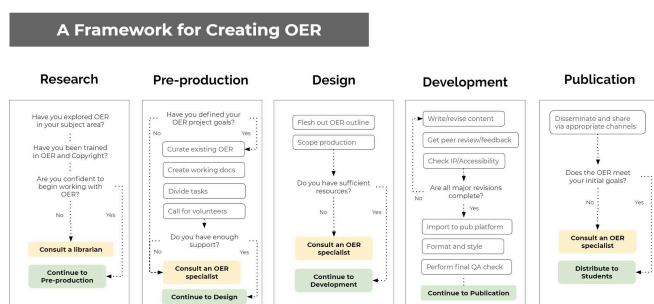 A Framework for Creating OER
Research
Have you explored OER
in your subject area?
Have you been trained
in OER and Copyright?
Are you confident to
begin working with
OER?
No
Yes
Consult a librarian
Continue to
Pre-production
Pre-production
Have you defined your
OER project goals?
No
Yes
Curate existing OER
Create working docs
Divide tasks
Call for volunteers
Do you have enough
support?
No
Yes
Consult an OER
specialist
Continue to Design
Design
Flesh out OER outline
Scope production
Do you have sufficient
resources?
No
Yes
Consult an OER
specialist
Continue to
Development
Development
Write/revise content
Get peer review/feedback
Check IP/Accessibility
Are all major revisions
complete?
No
Yes
Import to pub platform
Format and style
Perform final QA check
Continue to Publication
Publication
Disseminate and share
via appropriate channels
Does the OER meet
your initial goals?
No
Yes
Consult an OER
specialist
Distribute to
Students